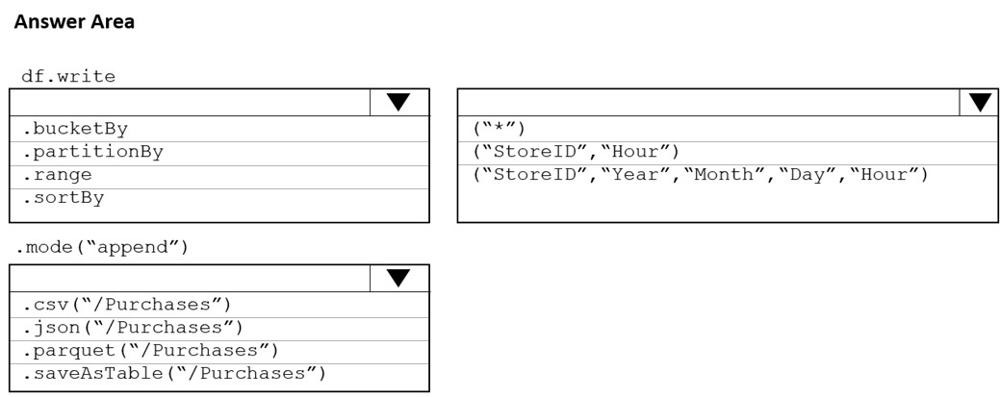 Answer Area
df.write
.bucketBy
.partitionBy
.range
.sortBy
(“*”)
(“StoreID”,“Hour”)
(“StoreID”,“Year”,“Month”,“Day”,“Hour”)
.mode(“append”)
.csv(“/Purchases”)
.json(“/Purchases”)
.parquet(“/Purchases”)
.saveAsTable(“/Purchases”)